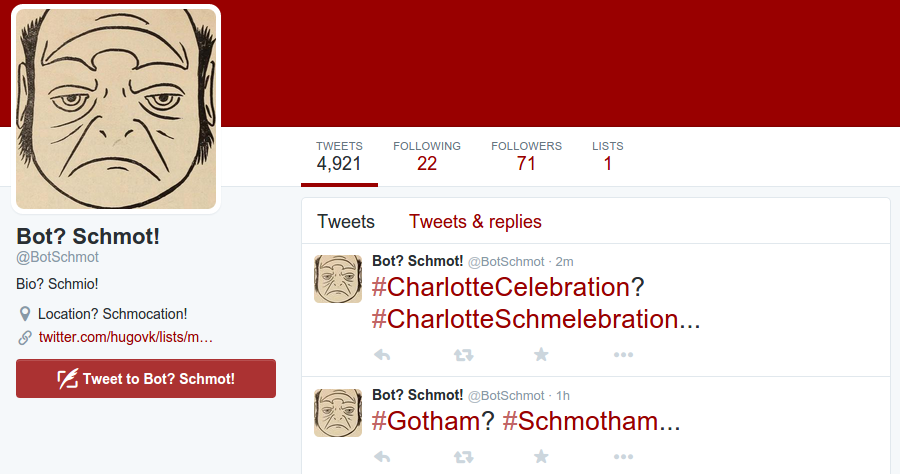 TWEETS FOLLOWING FOLLOWERS LISTS
4,921 22 71 1
Bot? Schmot!
@BotSchmot
Bio? Schmio!
Location? Schmocation!
twitter.com/hugovk/lists/m…
Tweet to Bot? Schmot!
Tweets Tweets & replies
Bot? Schmot! @BotSchmot · 2m
#CharlotteCelebration?
#CharlotteSchmelebration...
Bot? Schmot! @BotSchmot · 1h
#Gotham? #Schmotham...